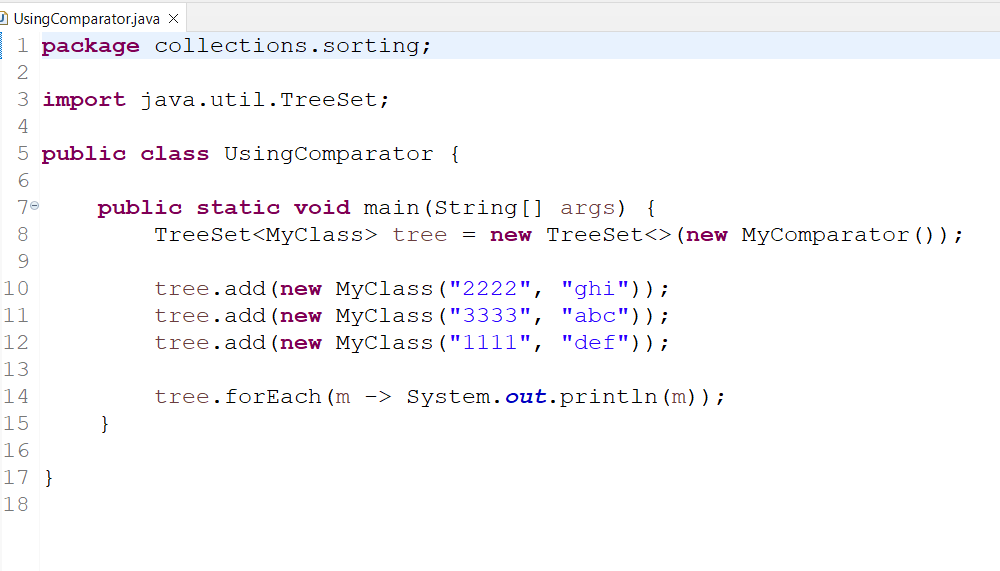 UsingComparator.java
1 package collections.sorting;
2
3 import java.util.TreeSet;
4
5 public class UsingComparator {
6
7     public static void main(String[] args) {
8         TreeSet<MyClass> tree = new TreeSet<>(new MyComparator());
9
10         tree.add(new MyClass("2222", "ghi"));
11         tree.add(new MyClass("3333", "abc"));
12         tree.add(new MyClass("1111", "def"));
13
14         tree.forEach(m -> System.out.println(m));
15     }
16
17 }
18